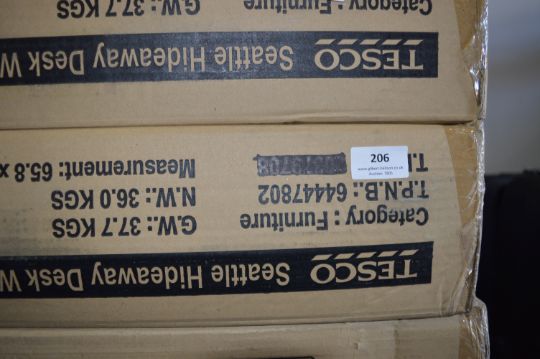 Category : Furniture G.W.: 37.7 KGS
TESCO Seattle Hideaway Desk W
206
Measurement: 65.8 x
T.P.N.B.: 64447802 N.W.: 36.0 KGS
Category : Furniture G.W.: 37.7 KGS
TESCO Seattle Hideaway Desk W